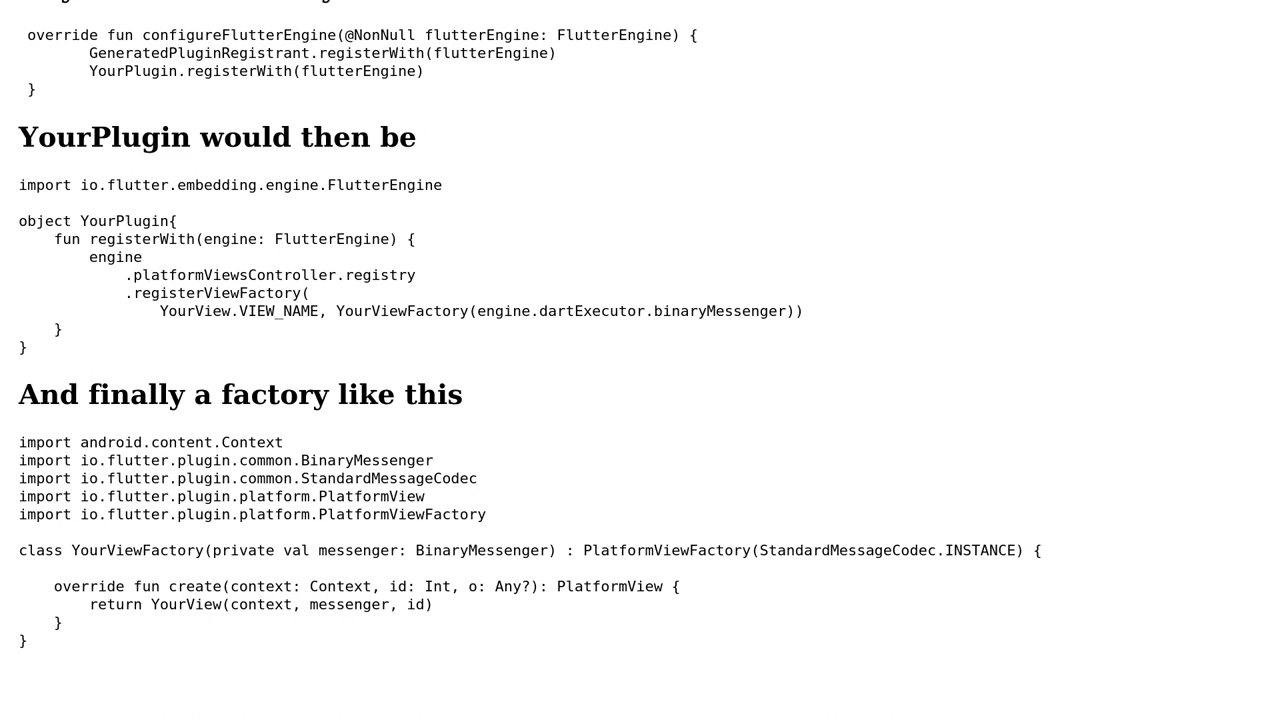 override fun configureFlutterEngine(@NonNull flutterEngine: FlutterEngine) {
GeneratedPluginRegistrant.registerWith(flutterEngine)
YourPlugin.registerWith(flutterEngine)
}
YourPlugin would then be
import io.flutter.embedding.engine.FlutterEngine
object YourPlugin{
fun registerWith(engine: FlutterEngine) {
engine
.platformViewsController.registry
.registerViewFactory(
YourView.VIEW_NAME, YourViewFactory(engine.dartExecutor.binaryMessenger))
}
}
And finally a factory like this
import android.content.Context
import io.flutter.plugin.common.BinaryMessenger
import io.flutter.plugin.common.StandardMessageCodec
import io.flutter.plugin.platform.PlatformView
import io.flutter.plugin.platform.PlatformViewFactory
class YourViewFactory(private val messenger: BinaryMessenger) : PlatformViewFactory(StandardMessageCodec.INSTANCE) {
override fun create(context: Context, id: Int, o: Any?): PlatformView {
return YourView(context, messenger, id)
}
}